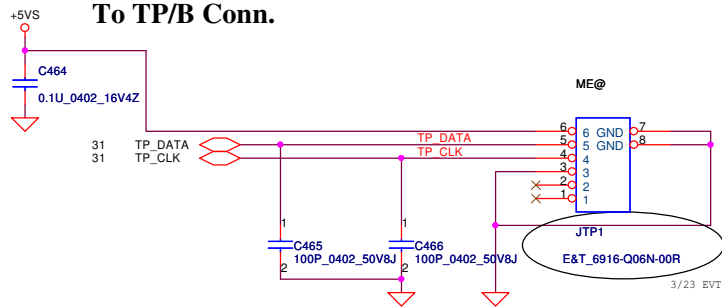 To TP/B Conn.
+5VS
C464
0.1U_0402_16V4Z
ME@
6 6 GND 7
31 TP_DATA TP_DATA 5 5 GND 8
31 TP_CLK TP_CLK 4 4
3 3
2 2
1 1
JTP1
1 1
C465 C466
100P_0402_50V8J 100P_0402_50V8J
2 2
E&T_6916-Q06N-00R
3/23 EVT